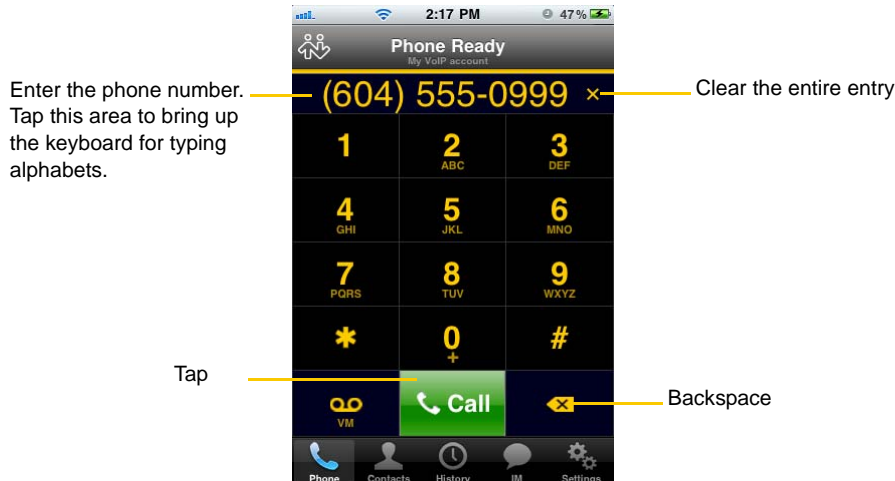 2:17 PM
47%
Phone Ready
My VoIP account
Enter the phone number.
Tap this area to bring up
the keyboard for typing
alphabets.
(604) 555-0999 ×
Clear the entire entry
1 2 3
ABC DEF
4 5 6
GHI JKL MNO
7 8 9
PQRS TUV WXYZ
* 0 #
+
Tap
Call
VM
Backspace
Phone Contacts History IM Settings